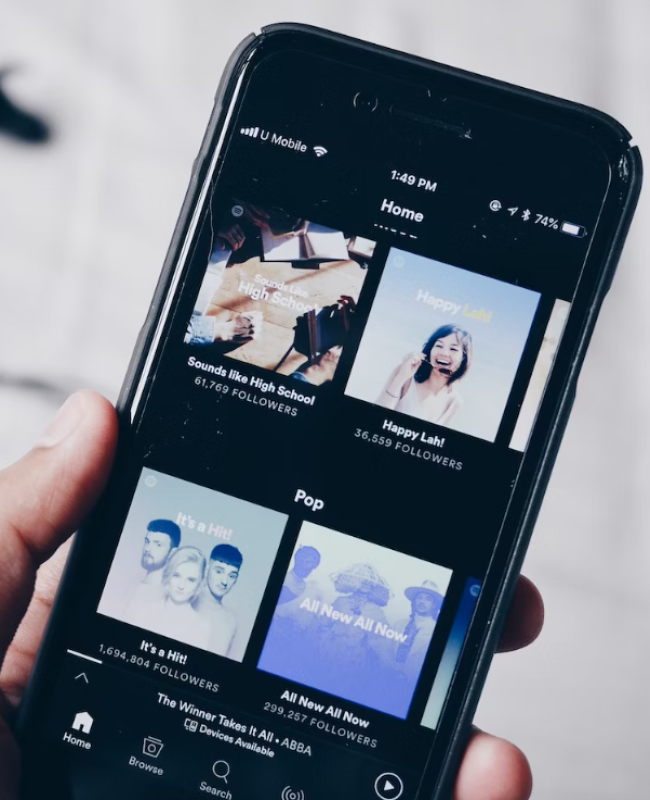 U Mobile
1:49 PM
74%
Home
Sounds Like
High School
Sounds like High School
61,769 FOLLOWERS
Happy Lah!
Happy Lah!
36,559 FOLLOWERS
Pop
It's a Hit!
It's a Hit!
1,694,804 FOLLOWERS
All New All Now
All New All Now
299,257 FOLLOWERS
The Winner Takes It All • ABBA
Devices Available
Home
Browse
Search